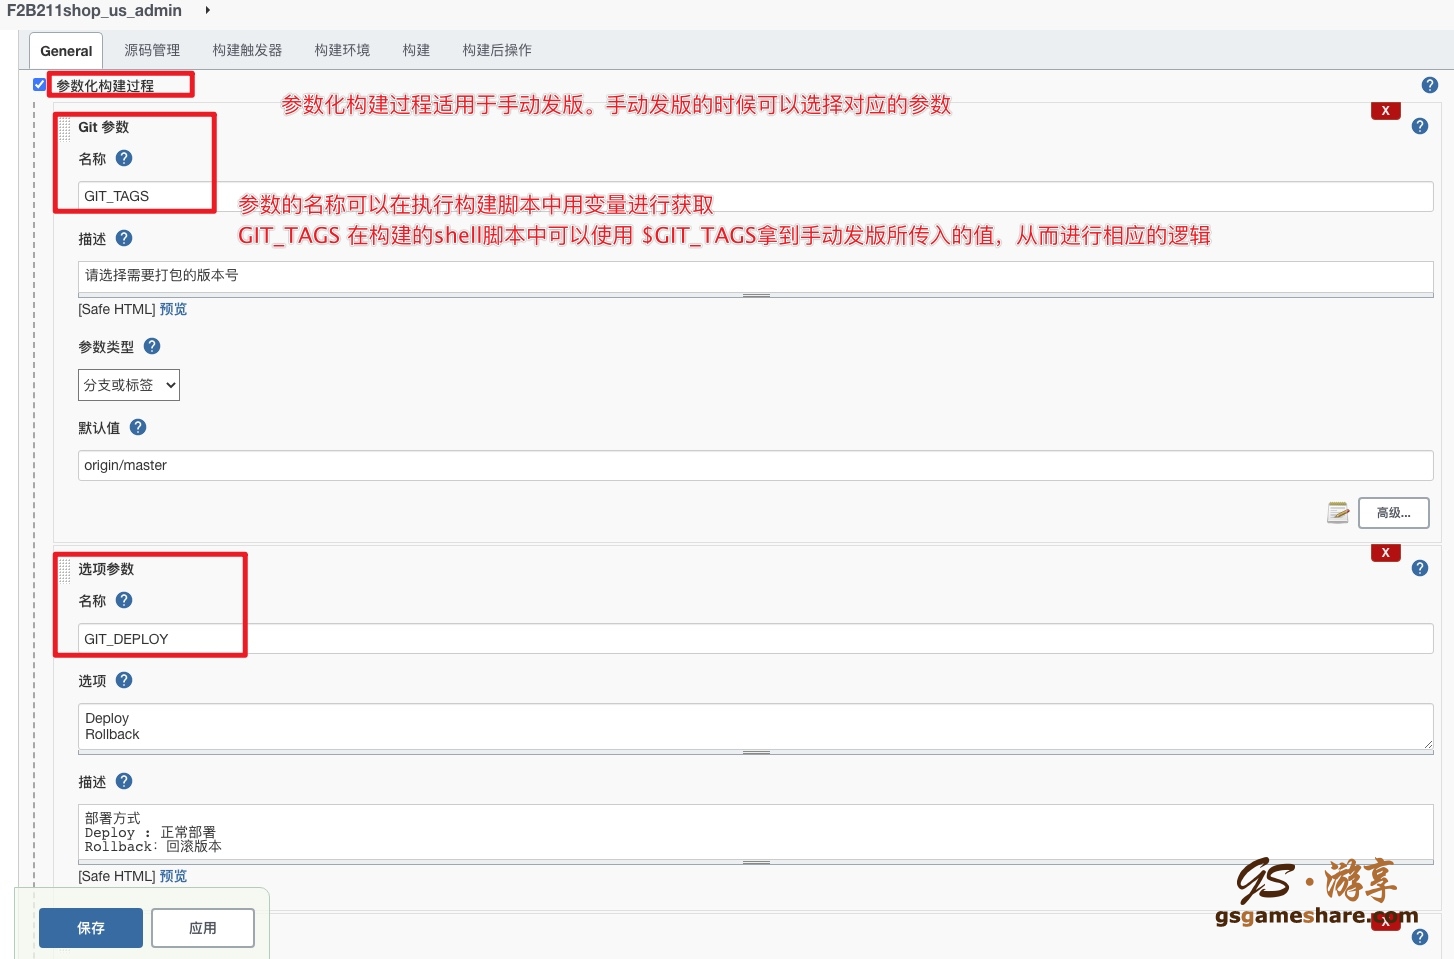 F2B211shop_us_admin
General 源码管理 构建触发器 构建环境 构建 构建后操作
参数化构建过程
参数化构建过程适用于手动发版。手动发版的时候可以选择对应的参数
X
Git 参数
名称
GIT_TAGS
参数的名称可以在执行构建脚本中用变量进行获取
GIT_TAGS 在构建的shell脚本中可以使用 $GIT_TAGS拿到手动发版所传入的值，从而进行相应的逻辑
描述
请选择需要打包的版本号
[Safe HTML] 预览
参数类型
分支或标签
默认值
origin/master
高级...
X
选项参数
名称
GIT_DEPLOY
选项
Deploy
Rollback
描述
部署方式
Deploy : 正常部署
Rollback: 回滚版本
[Safe HTML] 预览
GS·游享
gsgameshare.com
X
保存 应用